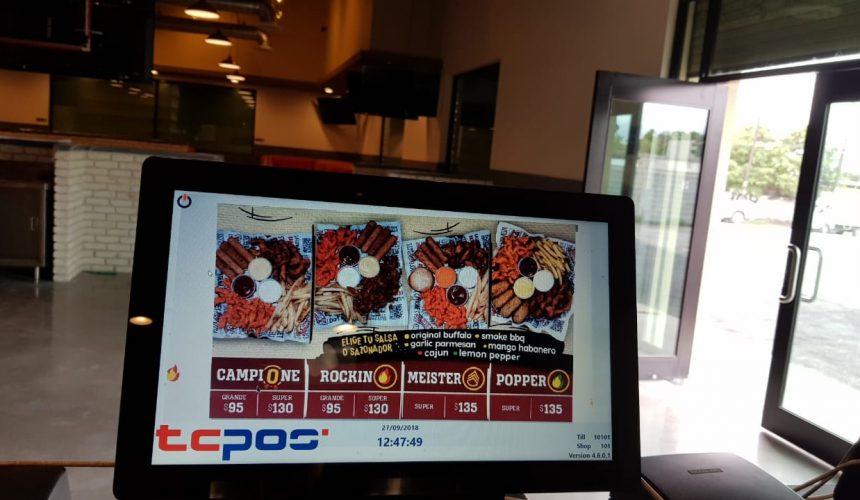 ELIGE TU SALSA
O SAZONADOR
original buffalo • smoke bbq
garlic parmesan • mango habanero
cajun • lemon pepper
CAMPIONE
GRANDE
$95
SUPER
$130
ROCKIN
GRANDE
$95
SUPER
$130
MEISTER
SUPER
$135
POPPER
SUPER
$135
tcpos
27/09/2018
12:47:49
Till 10101
Shop 101
Version 4.6.0.1